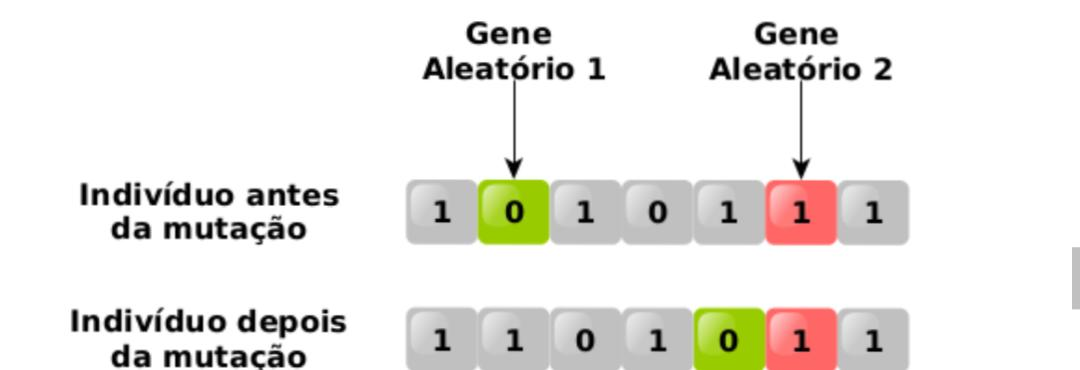 Gene
Aleatório 1
Gene
Aleatório 2
Indivíduo antes
da mutação
1 0 1 0 1 1 1
Indivíduo depois
da mutação
1 1 0 1 0 1 1